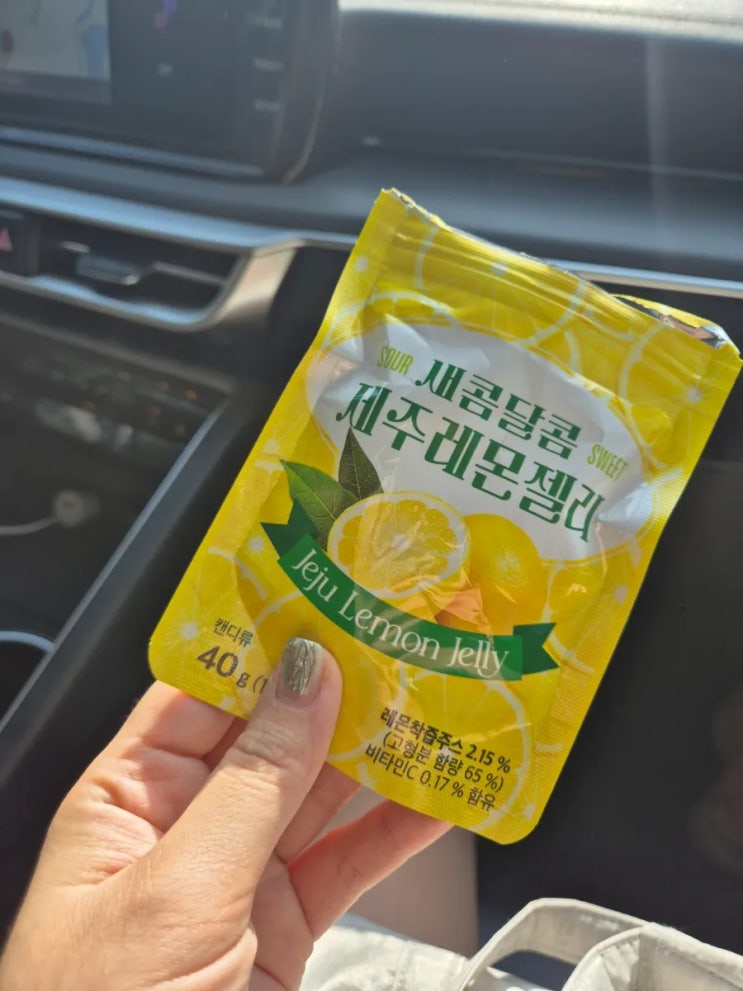 SOUR 새콤달콤
제주레몬젤리 SWEET
Jeju Lemon Jelly
캔디류
40 g
레몬착즙주스 2.15 %
(고형분 함량 65 %)
비타민C 0.17 % 함유